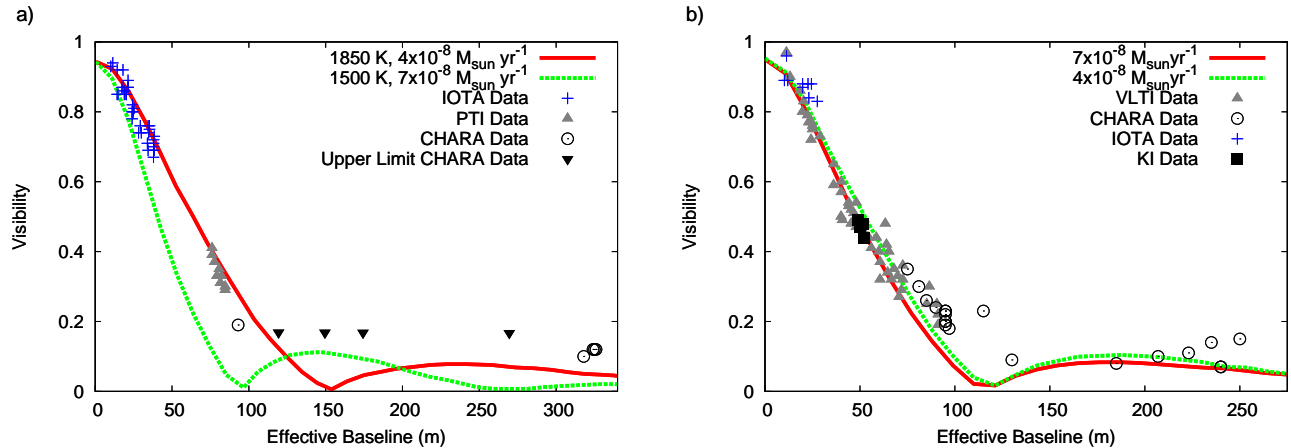 a)
1850 K, 4x10⁻⁸ Mₛᵤₙ yr⁻¹
1500 K, 7x10⁻⁸ Mₛᵤₙ yr⁻¹
IOTA Data
PTI Data
CHARA Data
Upper Limit CHARA Data
Visibility
1
0.8
0.6
0.4
0.2
0
0 50 100 150 200 250 300
Effective Baseline (m)
b)
7x10⁻⁸ Mₛᵤₙyr⁻¹
4x10⁻⁸ Mₛᵤₙyr⁻¹
VLTI Data
CHARA Data
IOTA Data
KI Data
Visibility
1
0.8
0.6
0.4
0.2
0
0 50 100 150 200 250
Effective Baseline (m)